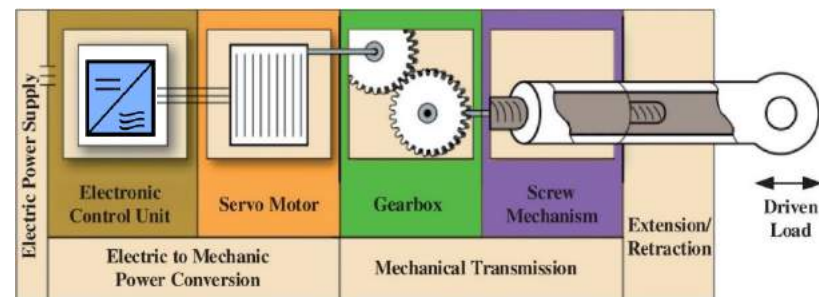 Electric Power Supply
Electronic
Control Unit
Servo Motor
Gearbox
Screw
Mechanism
Extension/
Retraction
Driven
Load
Electric to Mechanic
Power Conversion
Mechanical Transmission